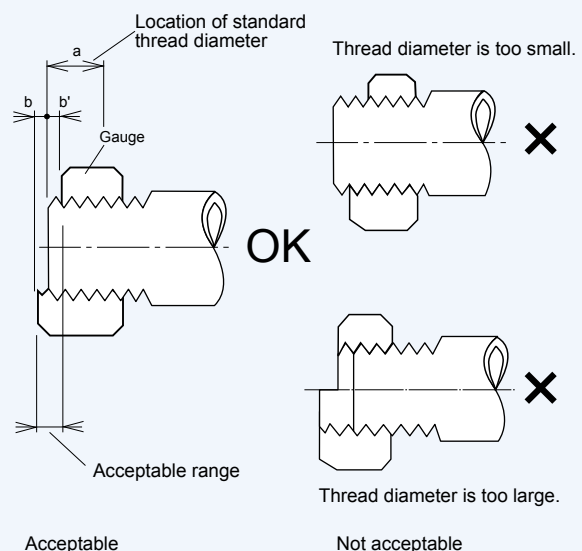 Location of standard
thread diameter
a
b
b'
Gauge
OK
Acceptable range
Acceptable
Thread diameter is too small.
Thread diameter is too large.
Not acceptable